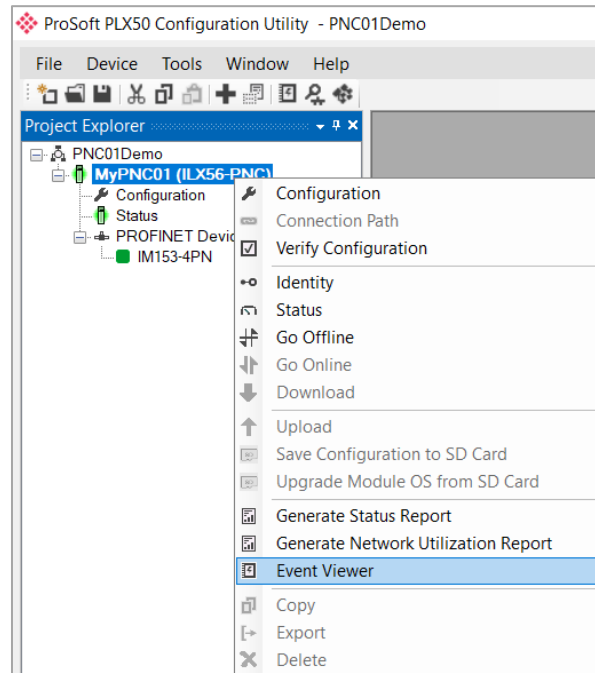 ProSoft PLX50 Configuration Utility - PNC01Demo
File Device Tools Window Help
Project Explorer
PNC01Demo
MyPNC01 (ILX56-PNC)
Configuration
Status
PROFINET Devic
IM153-4PN
Configuration
Connection Path
Verify Configuration
Identity
Status
Go Offline
Go Online
Download
Upload
Save Configuration to SD Card
Upgrade Module OS from SD Card
Generate Status Report
Generate Network Utilization Report
Event Viewer
Copy
Export
Delete